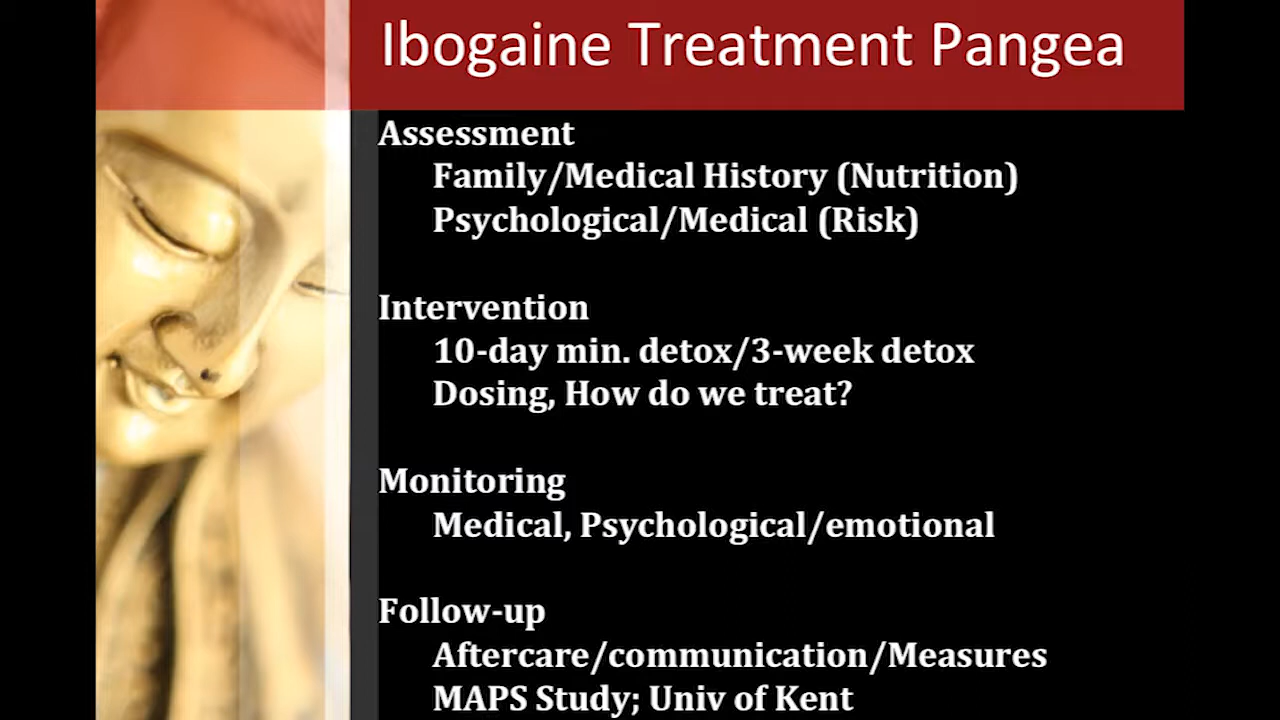 Ibogaine Treatment Pangea
Assessment
Family/Medical History (Nutrition)
Psychological/Medical (Risk)
Intervention
10-day min. detox/3-week detox
Dosing, How do we treat?
Monitoring
Medical, Psychological/emotional
Follow-up
Aftercare/communication/Measures
MAPS Study; Univ of Kent